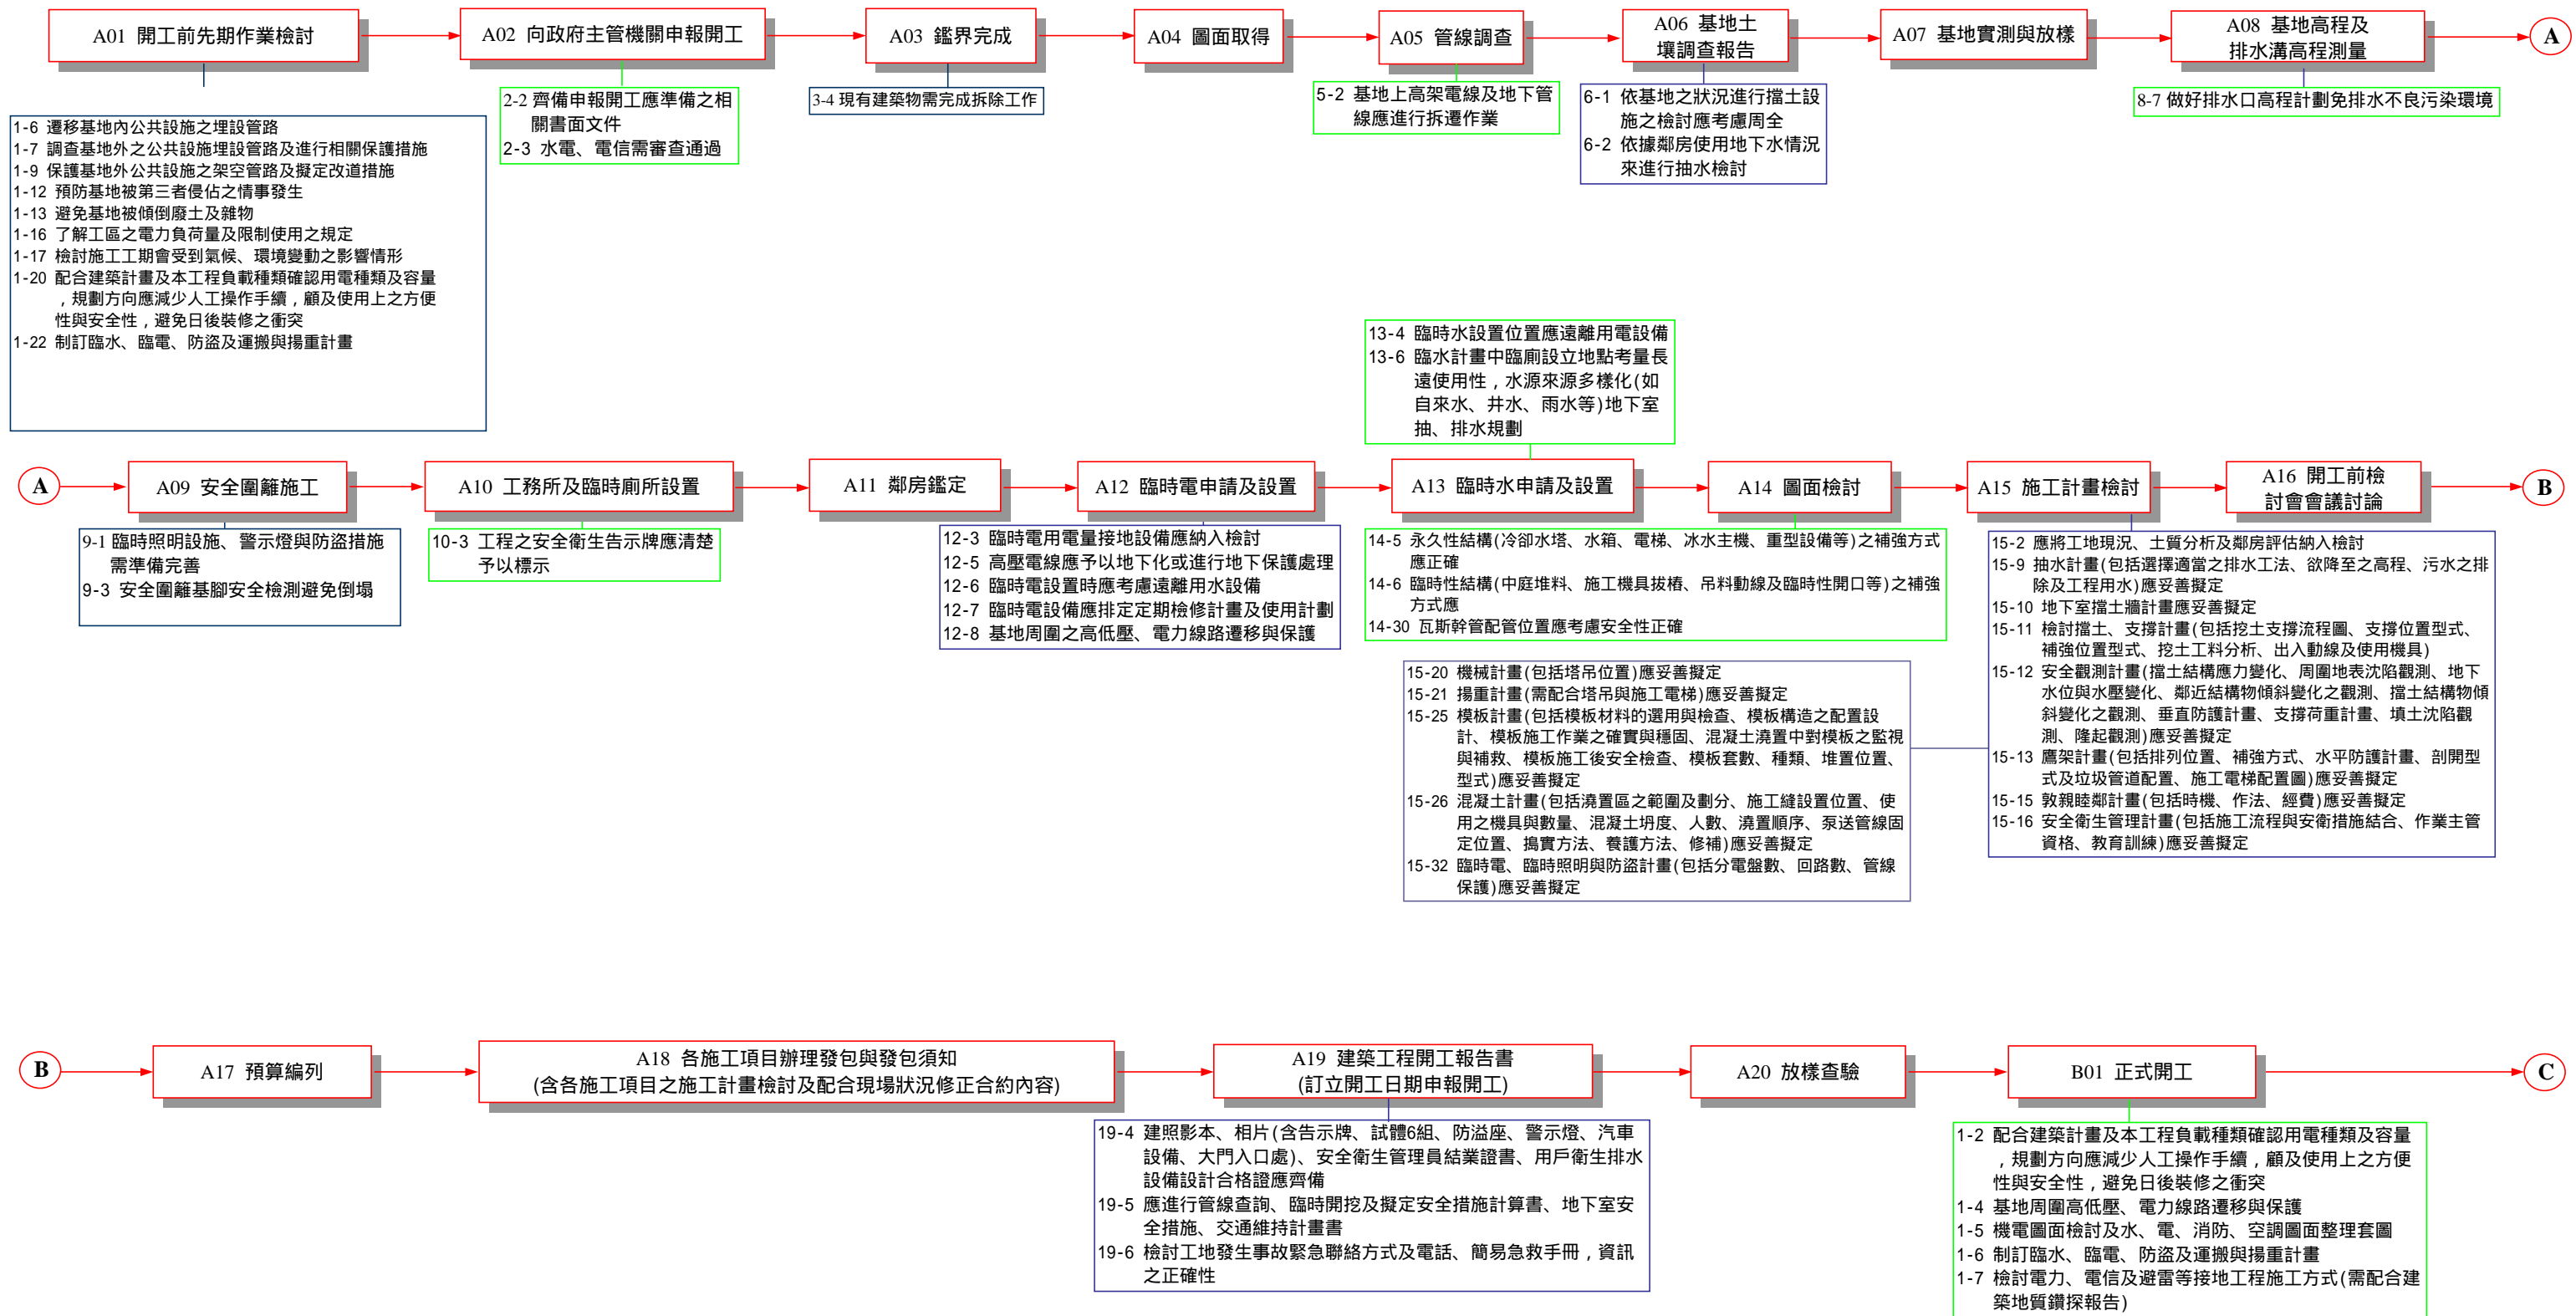 A01 開工前先期作業檢討
A02 向政府主管機關申報開工
A03 鑑界完成
A04 圖面取得
A05 管線調查
A06 基地土
壤調查報告
A07 基地實測與放樣
A08 基地高程及
排水溝高程測量
A
1-6 遷移基地內公共設施之埋設管路
1-7 調查基地外之公共設施埋設管路及進行相關保護措施
1-9 保護基地外公共設施之架空管路及擬定改道措施
1-12 預防基地被第三者侵佔之情事發生
1-13 避免基地被傾倒廢土及雜物
1-16 了解工區之電力負荷量及限制使用之規定
1-17 檢討施工工期會受到氣候、環境變動之影響情形
1-20 配合建築計畫及本工程負載種類確認用電種類及容量
，規劃方向應減少人工操作手續，顧及使用上之方便
性與安全性，避免日後裝修之衝突
1-22 制訂臨水、臨電、防盜及運搬與揚重計畫
2-2 齊備申報開工應準備之相
關書面文件
2-3 水電、電信需審查通過
3-4 現有建築物需完成拆除工作
5-2 基地上高架電線及地下管
線應進行拆遷作業
6-1 依基地之狀況進行擋土設
施之檢討應考慮周全
6-2 依據鄰房使用地下水情況
來進行抽水檢討
8-7 做好排水口高程計劃免排水不良污染環境
13-4 臨時水設置位置應遠離用電設備
13-6 臨水計畫中臨廁設立地點考量長
遠使用性，水源來源多樣化(如
自來水、井水、雨水等)地下室
抽、排水規劃
A
A09 安全圍籬施工
A10 工務所及臨時廁所設置
A11 鄰房鑑定
A12 臨時電申請及設置
A13 臨時水申請及設置
A14 圖面檢討
A15 施工計畫檢討
A16 開工前檢
討會會議討論
B
9-1 臨時照明設施、警示燈與防盜措施
需準備完善
9-3 安全圍籬基腳安全檢測避免倒塌
10-3 工程之安全衛生告示牌應清楚
予以標示
12-3 臨時電用電量接地設備應納入檢討
12-5 高壓電線應予以地下化或進行地下保護處理
12-6 臨時電設置時應考慮遠離用水設備
12-7 臨時電設備應排定定期檢修計畫及使用計劃
12-8 基地周圍之高低壓、電力線路遷移與保護
14-5 永久性結構(冷卻水塔、水箱、電梯、冰水主機、重型設備等)之補強方式
應正確
14-6 臨時性結構(中庭堆料、施工機具拔樁、吊料動線及臨時性開口等)之補強
方式應
14-30 瓦斯幹管配管位置應考慮安全性正確
15-2 應將工地現況、土質分析及鄰房評估納入檢討
15-9 抽水計畫(包括選擇適當之排水工法、欲降至之高程、污水之排
除及工程用水)應妥善擬定
15-10 地下室擋土牆計畫應妥善擬定
15-11 檢討擋土、支撐計畫(包括挖土支撐流程圖、支撐位置型式、
補強位置型式、挖土工料分析、出入動線及使用機具)
15-12 安全觀測計畫(擋土結構應力變化、周圍地表沈陷觀測、地下
水位與水壓變化、鄰近結構物傾斜變化之觀測、擋土結構物傾
斜變化之觀測、垂直防護計畫、支撐荷重計畫、填土沈陷觀
測、隆起觀測)應妥善擬定
15-13 鷹架計畫(包括排列位置、補強方式、水平防護計畫、剖開型
式及垃圾管道配置、施工電梯配置圖)應妥善擬定
15-15 敦親睦鄰計畫(包括時機、作法、經費)應妥善擬定
15-16 安全衛生管理計畫(包括施工流程與安衛措施結合、作業主管
資格、教育訓練)應妥善擬定
15-20 機械計畫(包括塔吊位置)應妥善擬定
15-21 揚重計畫(需配合塔吊與施工電梯)應妥善擬定
15-25 模板計畫(包括模板材料的選用與檢查、模板構造之配置設
計、模板施工作業之確實與穩固、混凝土澆置中對模板之監視
與補救、模板施工後安全檢查、模板套數、種類、堆置位置、
型式)應妥善擬定
15-26 混凝土計畫(包括澆置區之範圍及劃分、施工縫設置位置、使
用之機具與數量、混凝土坍度、人數、澆置順序、泵送管線固
定位置、搗實方法、養護方法、修補)應妥善擬定
15-32 臨時電、臨時照明與防盜計畫(包括分電盤數、回路數、管線
保護)應妥善擬定
B
A17 預算編列
A18 各施工項目辦理發包與發包須知
(含各施工項目之施工計畫檢討及配合現場狀況修正合約內容)
A19 建築工程開工報告書
(訂立開工日期申報開工)
A20 放樣查驗
B01 正式開工
C
19-4 建照影本、相片(含告示牌、試體6組、防溢座、警示燈、汽車
設備、大門入口處)、安全衛生管理員結業證書、用戶衛生排水
設備設計合格證應齊備
19-5 應進行管線查詢、臨時開挖及擬定安全措施計算書、地下室安
全措施、交通維持計畫書
19-6 檢討工地發生事故緊急聯絡方式及電話、簡易急救手冊，資訊
之正確性
1-2 配合建築計畫及本工程負載種類確認用電種類及容量
，規劃方向應減少人工操作手續，顧及使用上之方便
性與安全性，避免日後裝修之衝突
1-4 基地周圍高低壓、電力線路遷移與保護
1-5 機電圖面檢討及水、電、消防、空調圖面整理套圖
1-6 制訂臨水、臨電、防盜及運搬與揚重計畫
1-7 檢討電力、電信及避雷等接地工程施工方式(需配合建
築地質鑽探報告)